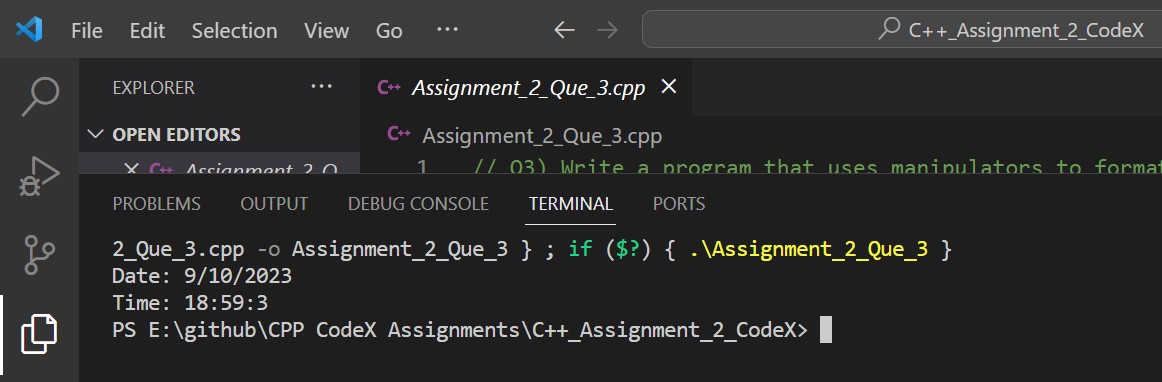 File Edit Selection View Go ···
C++_Assignment_2_CodeX
EXPLORER ···
OPEN EDITORS
Assignment_2_Q
C++ Assignment_2_Que_3.cpp
C++ Assignment_2_Que_3.cpp
1 // Q3) Write a program that uses manipulators to format
PROBLEMS OUTPUT DEBUG CONSOLE TERMINAL PORTS
2_Que_3.cpp -o Assignment_2_Que_3 } ; if ($?) { .\Assignment_2_Que_3 }
Date: 9/10/2023
Time: 18:59:3
PS E:\github\CPP CodeX Assignments\C++_Assignment_2_CodeX>